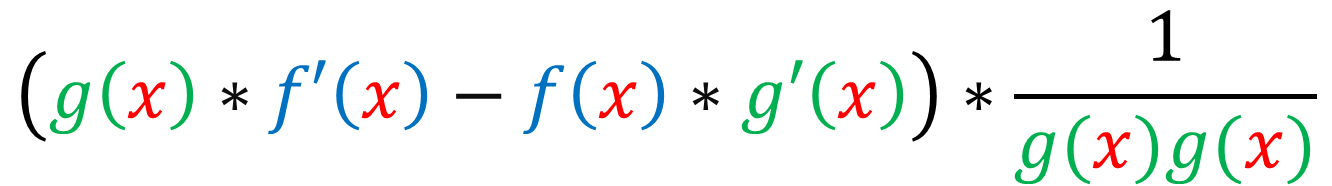 (g(x) * f′(x) − f(x) * g′(x)) * 1/(g(x)g(x))